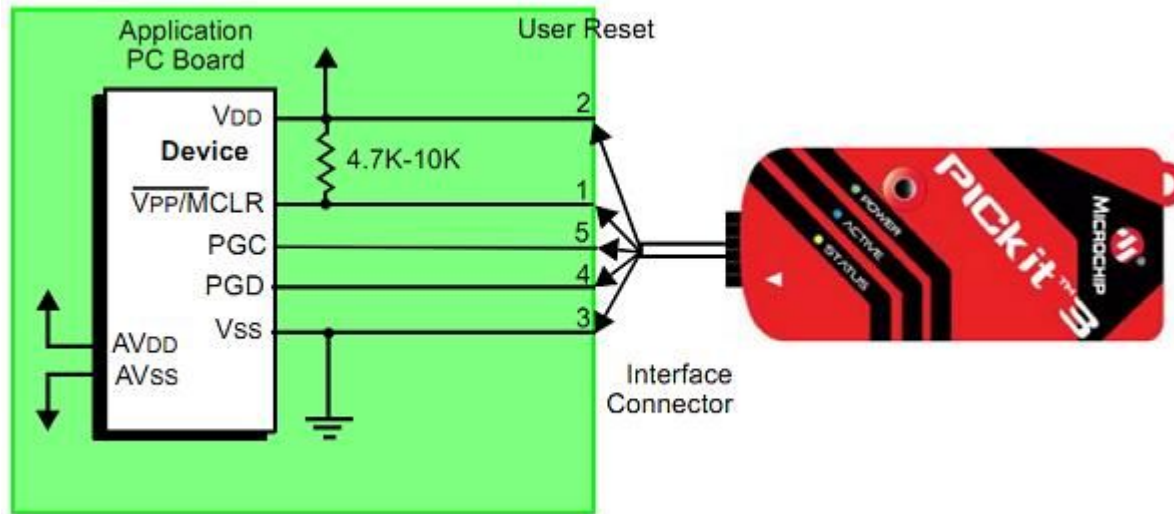 Application
PC Board
User Reset
VDD
2
Device
4.7K-10K
VPP/MCLR
1
PGC
5
PGD
4
VSS
3
AVDD
AVSS
Interface
Connector
POWER
ACTIVE
STATUS
PICkit™ 3
MICROCHIP